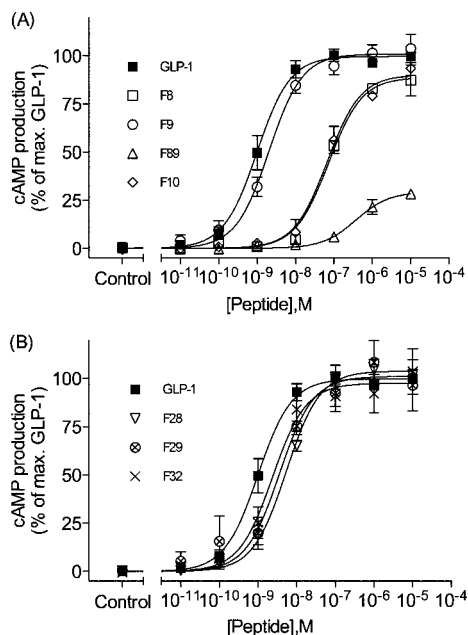 (A)
100
75
50
25
0
cAMP production
(% of max. GLP-1)
GLP-1
F8
F9
F89
F10
Control
10⁻¹¹ 10⁻¹⁰ 10⁻⁹ 10⁻⁸ 10⁻⁷ 10⁻⁶ 10⁻⁵ 10⁻⁴
[Peptide],M
(B)
100
75
50
25
0
cAMP production
(% of max. GLP-1)
GLP-1
F28
F29
F32
Control
10⁻¹¹ 10⁻¹⁰ 10⁻⁹ 10⁻⁸ 10⁻⁷ 10⁻⁶ 10⁻⁵ 10⁻⁴
[Peptide],M